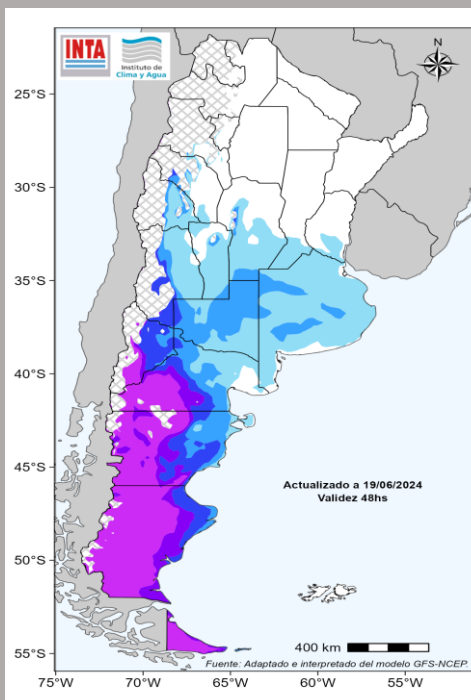 INTA
Instituto de
Clima y Agua
N
25°S
30°S
35°S
40°S
45°S
50°S
55°S
Actualizado a 19/06/2024
Validez 48hs
400 km
Fuente: Adaptado e interpretado del modelo GFS-NCEP.
75°W
70°W
65°W
60°W
55°W